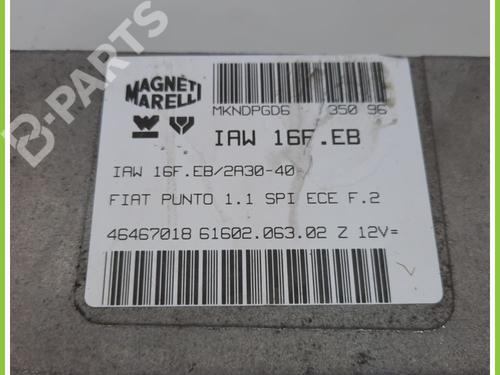 B-PARTS
MAGNETI
MARELLI
MKNDPGD6 350 96
IAW 16F.EB
IAW 16F.EB/2A30-40
FIAT PUNTO 1.1 SPI ECE F.2
46467018 61602.063.02 Z 12V=